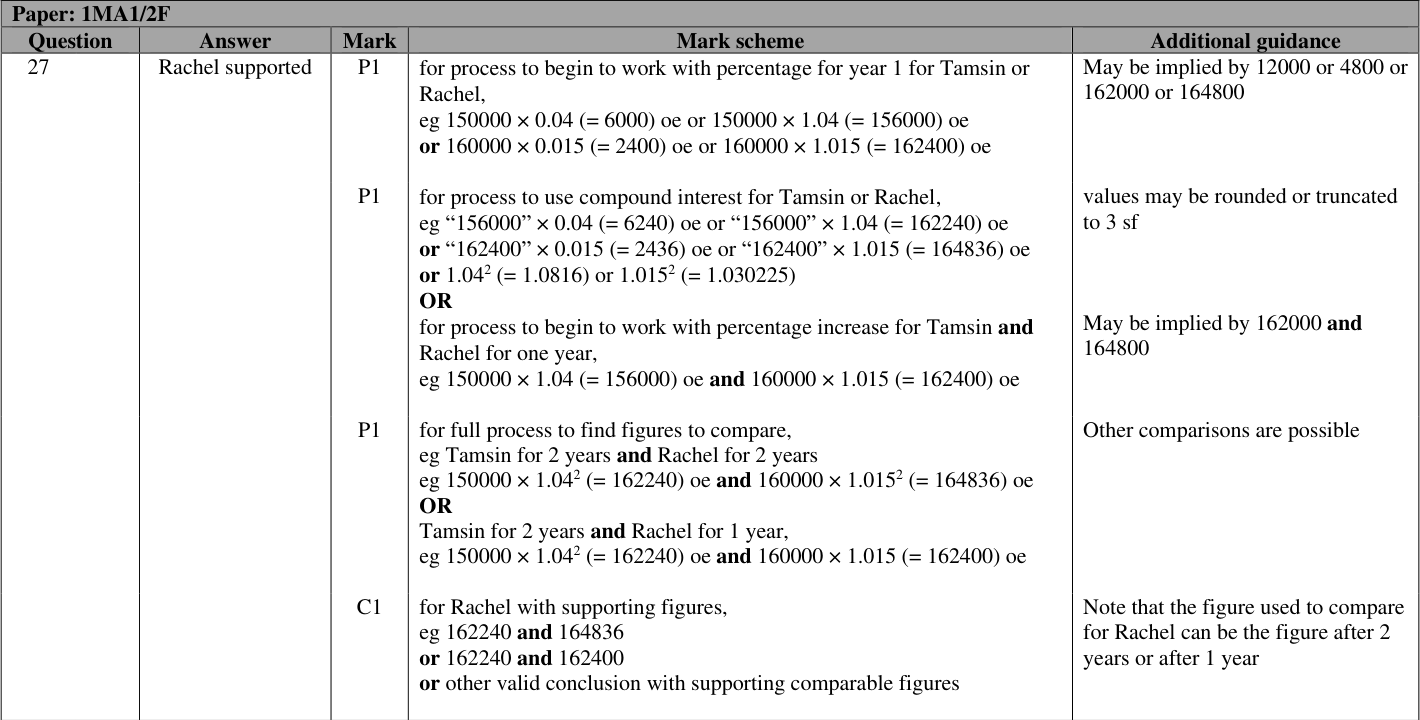 Paper: 1MA1/2F
Question Answer Mark Mark scheme Additional guidance
27 Rachel supported P1 for process to begin to work with percentage for year 1 for Tamsin or
Rachel,
eg 150000 × 0.04 (= 6000) oe or 150000 × 1.04 (= 156000) oe
or 160000 × 0.015 (= 2400) oe or 160000 × 1.015 (= 162400) oe
May be implied by 12000 or 4800 or
162000 or 164800
P1 for process to use compound interest for Tamsin or Rachel,
eg “156000” × 0.04 (= 6240) oe or “156000” × 1.04 (= 162240) oe
or “162400” × 0.015 (= 2436) oe or “162400” × 1.015 (= 164836) oe
or 1.04² (= 1.0816) or 1.015² (= 1.030225)
OR
for process to begin to work with percentage increase for Tamsin and
Rachel for one year,
eg 150000 × 1.04 (= 156000) oe and 160000 × 1.015 (= 162400) oe
values may be rounded or truncated
to 3 sf
May be implied by 162000 and
164800
P1 for full process to find figures to compare,
eg Tamsin for 2 years and Rachel for 2 years
eg 150000 × 1.04² (= 162240) oe and 160000 × 1.015² (= 164836) oe
OR
Tamsin for 2 years and Rachel for 1 year,
eg 150000 × 1.04² (= 162240) oe and 160000 × 1.015 (= 162400) oe
Other comparisons are possible
C1 for Rachel with supporting figures,
eg 162240 and 164836
or 162240 and 162400
or other valid conclusion with supporting comparable figures
Note that the figure used to compare
for Rachel can be the figure after 2
years or after 1 year